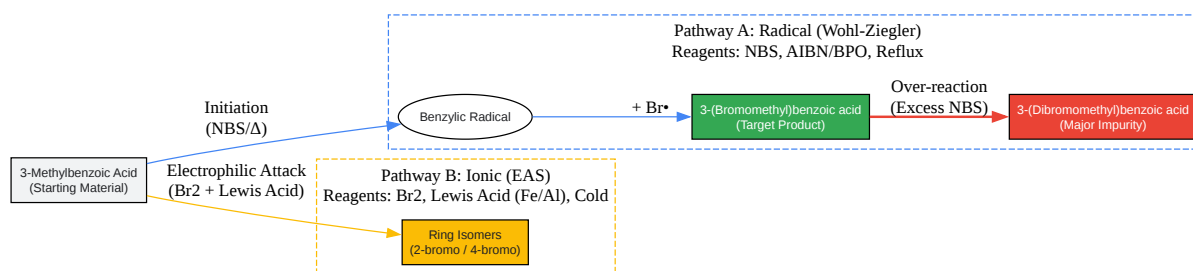 Pathway A: Radical (Wohl-Ziegler)
Reagents: NBS, AIBN/BPO, Reflux
Initiation
(NBS/Δ)
Benzylic Radical
+ Br•
3-(Bromomethyl)benzoic acid
(Target Product)
Over-reaction
(Excess NBS)
3-(Dibromomethyl)benzoic acid
(Major Impurity)
3-Methylbenzoic Acid
(Starting Material)
Electrophilic Attack
(Br2 + Lewis Acid)
Pathway B: Ionic (EAS)
Reagents: Br2, Lewis Acid (Fe/Al), Cold
Ring Isomers
(2-bromo / 4-bromo)